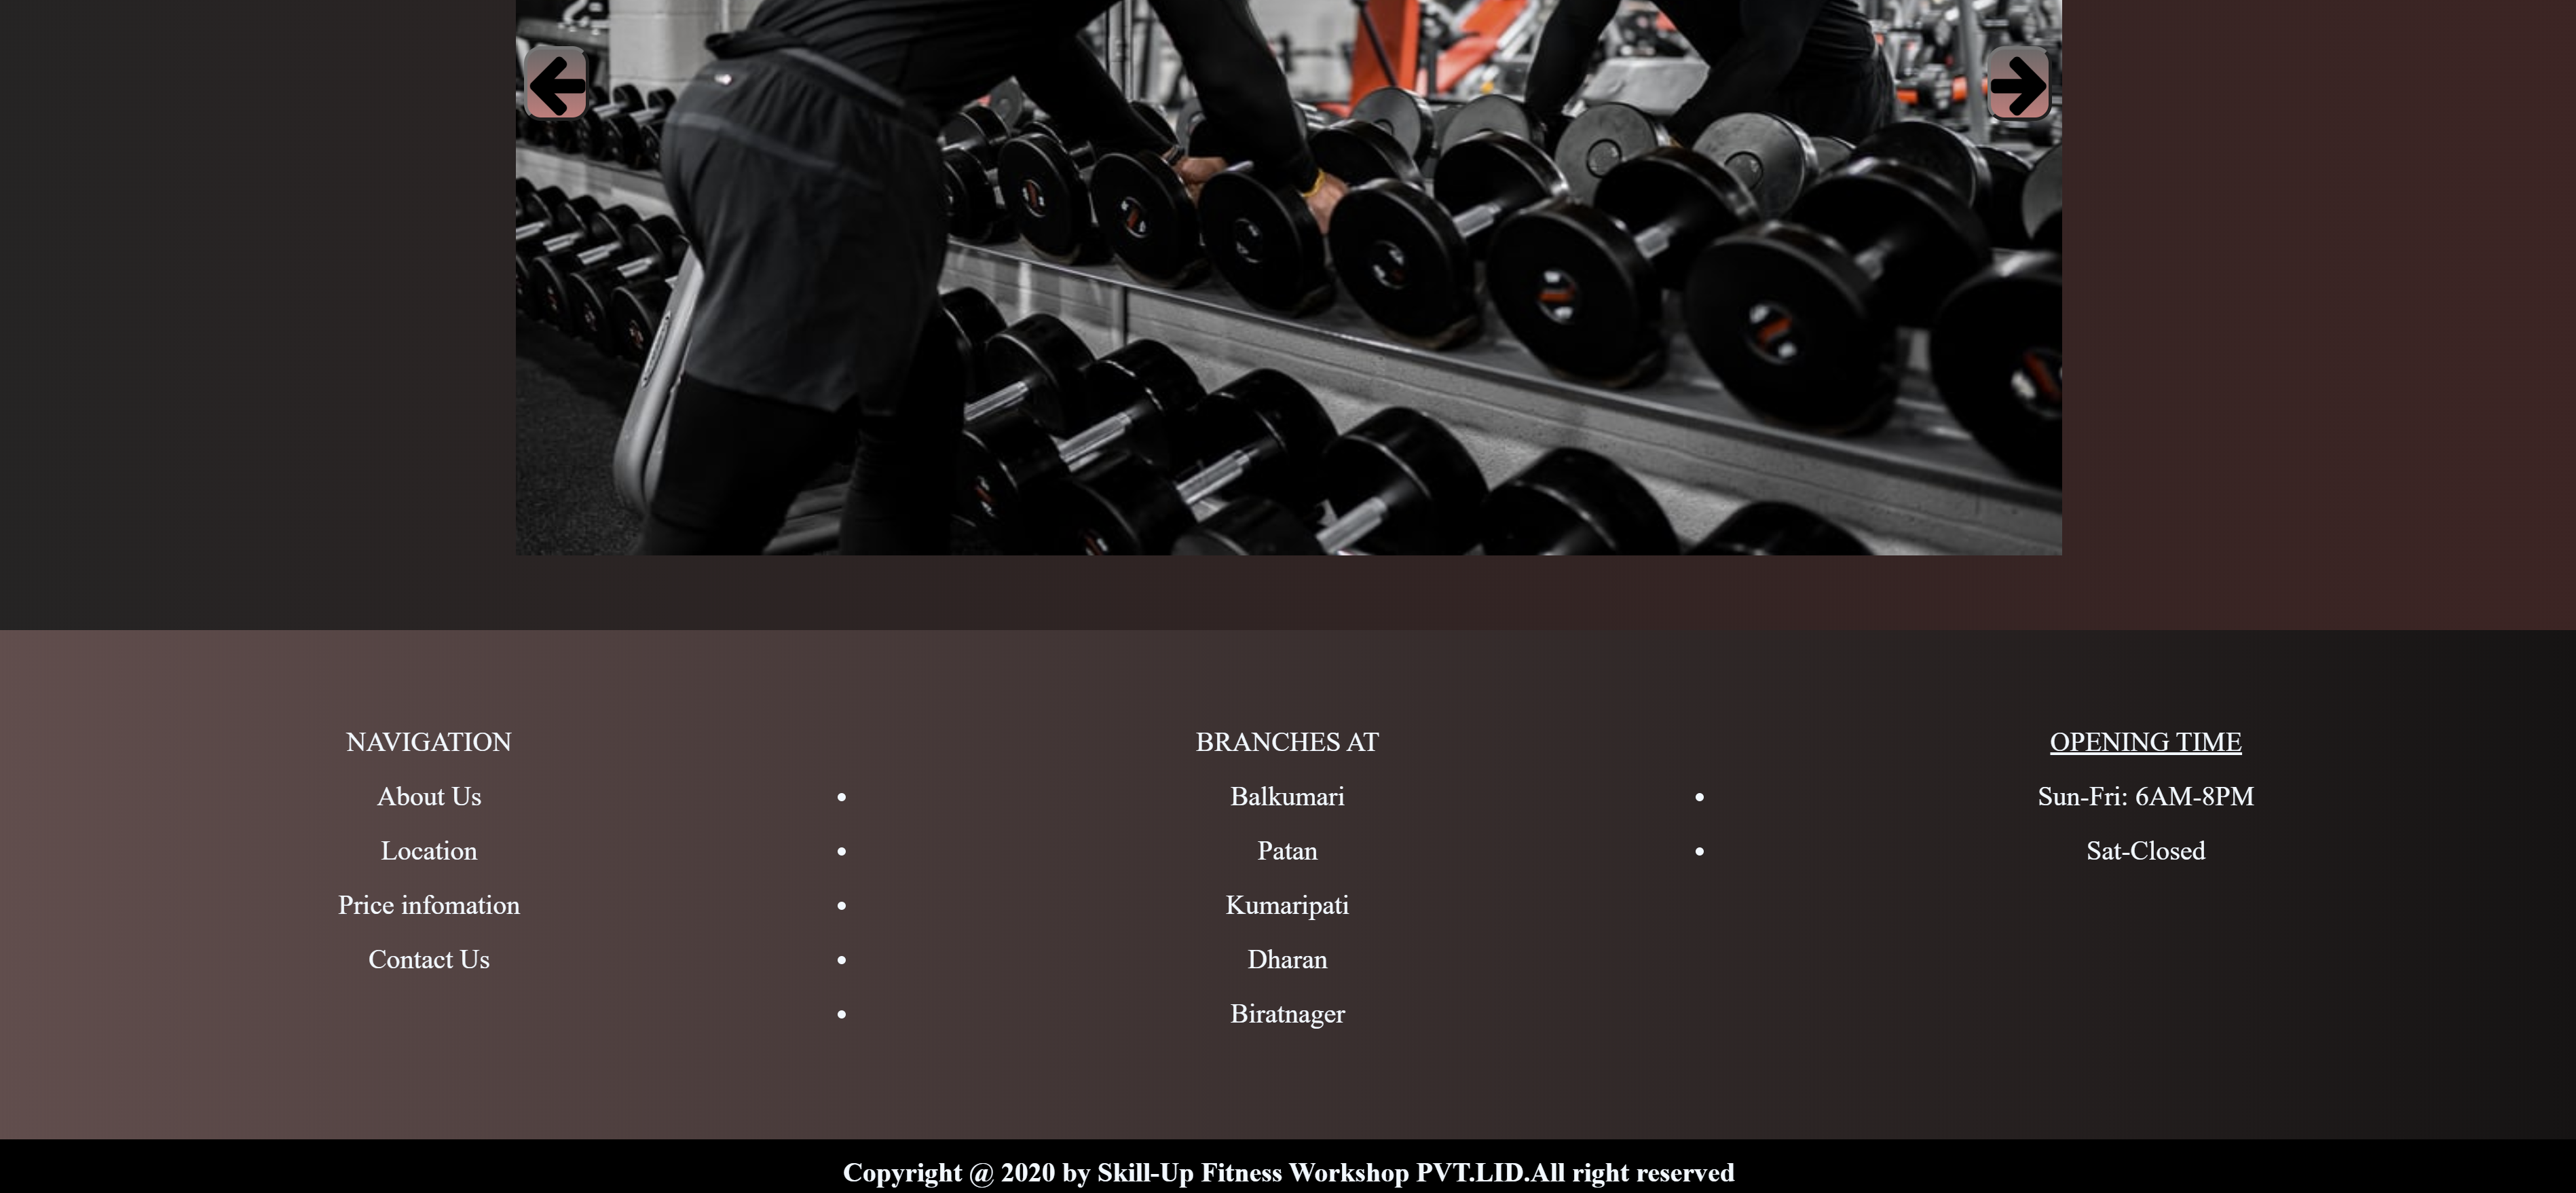 NAVIGATION
About Us
Location
Price infomation
Contact Us
BRANCHES AT
• Balkumari
• Patan
• Kumaripati
• Dharan
• Biratnager
OPENING TIME
• Sun-Fri: 6AM-8PM
• Sat-Closed
Copyright @ 2020 by Skill-Up Fitness Workshop PVT.LID.All right reserved